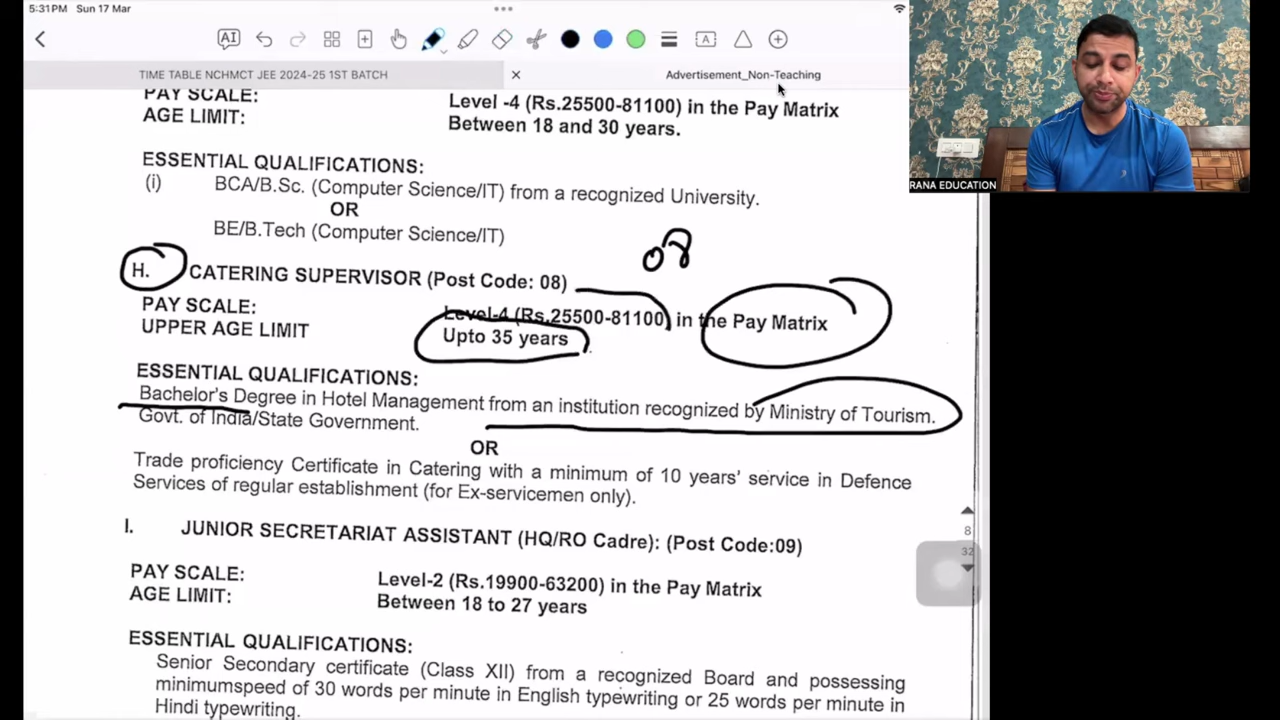 5:31 PM Sun 17 Mar
AI
A
TIME TABLE NCHMCT JEE 2024-25 1ST BATCH
Advertisement_Non-Teaching
RANA EDUCATION
PAY SCALE: Level -4 (Rs.25500-81100) in the Pay Matrix
AGE LIMIT: Between 18 and 30 years.
ESSENTIAL QUALIFICATIONS:
(i) BCA/B.Sc. (Computer Science/IT) from a recognized University.
OR
BE/B.Tech (Computer Science/IT)
08
H. CATERING SUPERVISOR (Post Code: 08)
PAY SCALE: Level-4 (Rs.25500-81100) in the Pay Matrix
UPPER AGE LIMIT Upto 35 years
ESSENTIAL QUALIFICATIONS:
Bachelor's Degree in Hotel Management from an institution recognized by Ministry of Tourism.
Govt. of India/State Government.
OR
Trade proficiency Certificate in Catering with a minimum of 10 years' service in Defence
Services of regular establishment (for Ex-servicemen only).
I. JUNIOR SECRETARIAT ASSISTANT (HQ/RO Cadre): (Post Code:09)
PAY SCALE: Level-2 (Rs.19900-63200) in the Pay Matrix
AGE LIMIT: Between 18 to 27 years
ESSENTIAL QUALIFICATIONS:
Senior Secondary certificate (Class XII) from a recognized Board and possessing
minimumspeed of 30 words per minute in English typewriting or 25 words per minute in
Hindi typewriting.
8
32